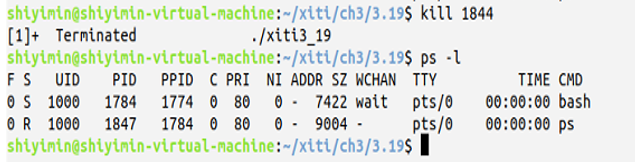 shiyimin@shiyimin-virtual-machine:~/xiti/ch3/3.19$ kill 1844
[1]+  Terminated              ./xiti3_19
shiyimin@shiyimin-virtual-machine:~/xiti/ch3/3.19$ ps -l
F S   UID   PID  PPID  C PRI  NI ADDR SZ WCHAN  TTY          TIME CMD
0 S  1000  1784  1774  0  80   0 -  7422 wait   pts/0    00:00:00 bash
0 R  1000  1847  1784  0  80   0 -  9004 -      pts/0    00:00:00 ps
shiyimin@shiyimin-virtual-machine:~/xiti/ch3/3.19$